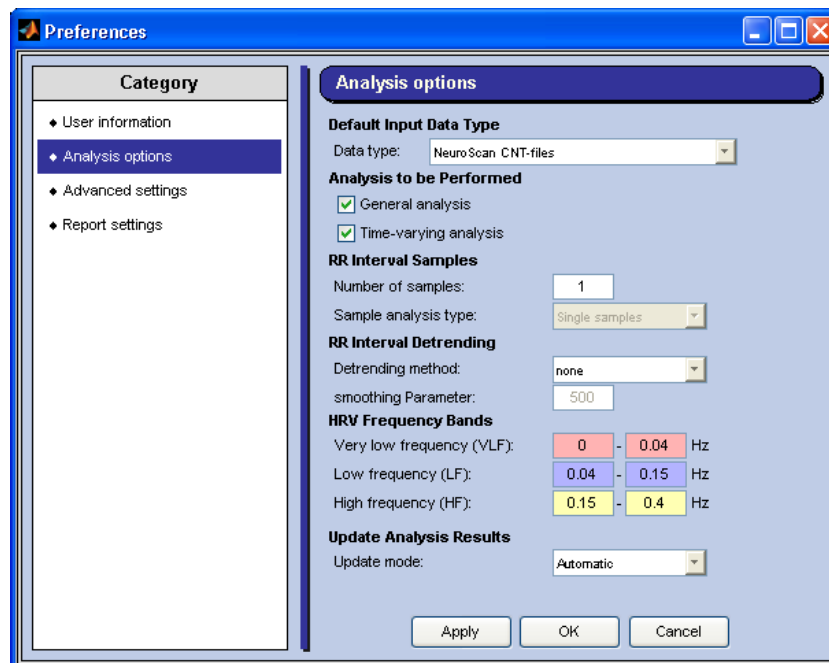 Preferences
Category
◆ User information
◆ Analysis options
◆ Advanced settings
◆ Report settings
Analysis options
Default Input Data Type
Data type: NeuroScan CNT-files
Analysis to be Performed
General analysis
Time-varying analysis
RR Interval Samples
Number of samples: 1
Sample analysis type: Single samples
RR Interval Detrending
Detrending method: none
smoothing Parameter: 500
HRV Frequency Bands
Very low frequency (VLF): 0 - 0.04 Hz
Low frequency (LF): 0.04 - 0.15 Hz
High frequency (HF): 0.15 - 0.4 Hz
Update Analysis Results
Update mode: Automatic
Apply OK Cancel